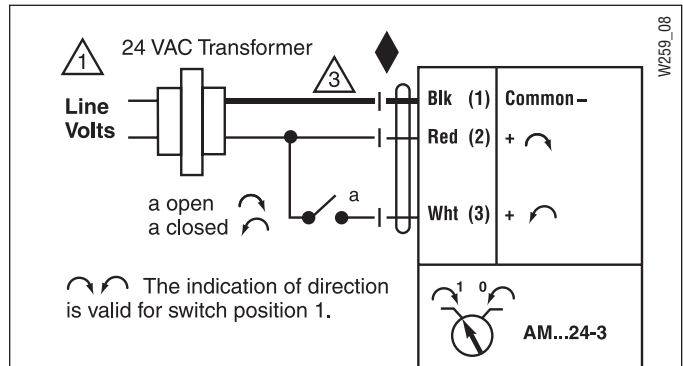 1 24 VAC Transformer
3
Line
Volts
Blk (1) Common –
Red (2) +
a
a open
a closed
Wht (3) +
The indication of direction
is valid for switch position 1.
1 0
AM...24-3
W259_08